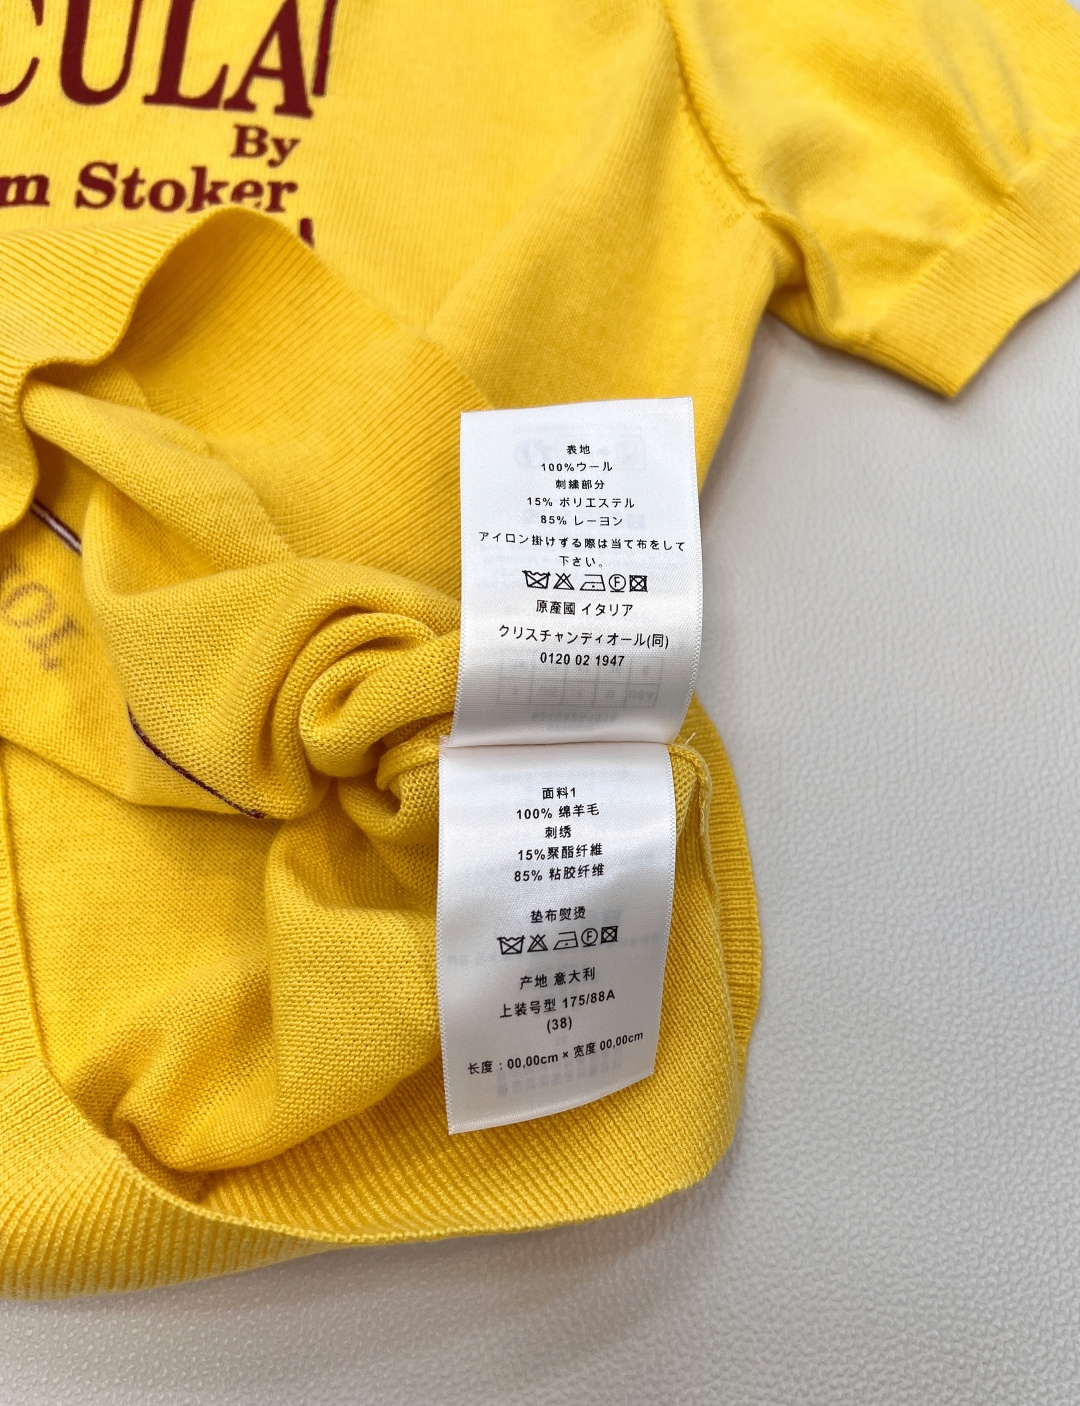 CULA
By
m Stoker
表地
100%ウール
刺繍部分
15% ポリエステル
85% レーヨン
アイロン掛けずる際は当て布をして
下さい。
原産國 イタリア
クリスチャンディオール(同)
0120 02 1947
面料1
100% 绵羊毛
刺绣
15%聚酯纤維
85% 粘胶纤维
垫布熨烫
产地 意大利
上装号型 175/88A
(38)
长度：00,00cm × 宽度 00,00cm